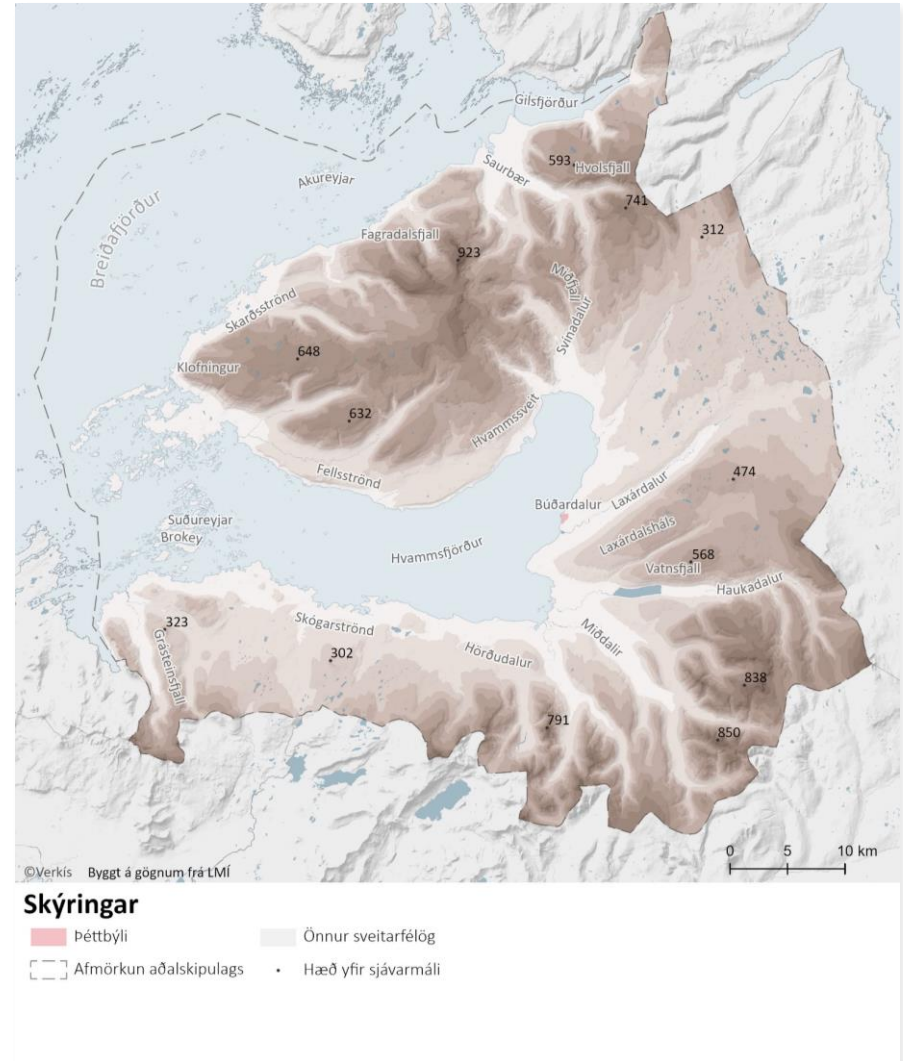 Gilsfjörður
593
Hvolsfjall
Saurbær
Akureyjar
741
Breiðafjörður
312
Fagradalsfjall
923
Miðfjall
Svínadalur
Skarðsströnd
648
Klofningur
632
Hvammssveit
Fellsströnd
474
Laxárdalur
Búðardalur
Suðureyjar
Brokey
Laxárdalsháls
Hvammsfjörður
568
Vatnsfjall
Haukadalur
323
Skógarströnd
Miðdalir
Grásteinsfjall
302
Hörðudalur
838
791
850
0 5 10 km
©Verkís Byggt á gögnum frá LMÍ
Skýringar
Þéttbýli
Önnur sveitarfélög
Afmörkun aðalskipulags
Hæð yfir sjávarmáli